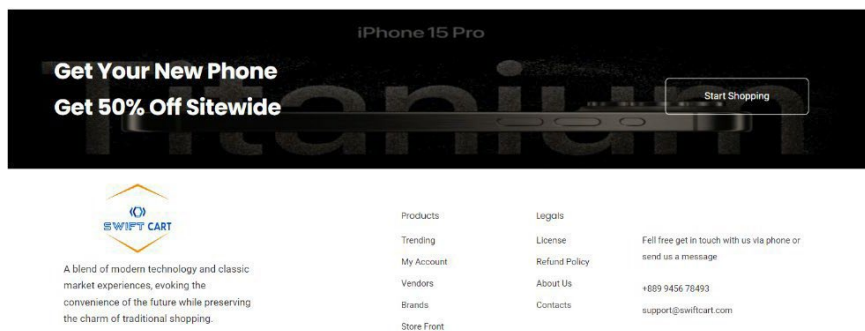 iPhone 15 Pro
Titanium
Get Your New Phone
Get 50% Off Sitewide
Start Shopping
SWIFT CART
A blend of modern technology and classic
market experiences, evoking the
convenience of the future while preserving
the charm of traditional shopping.
Products
Trending
My Account
Vendors
Brands
Store Front
Legals
License
Refund Policy
About Us
Contacts
Fell free get in touch with us via phone or
send us a message
+889 9456 78493
support@swiftcart.com